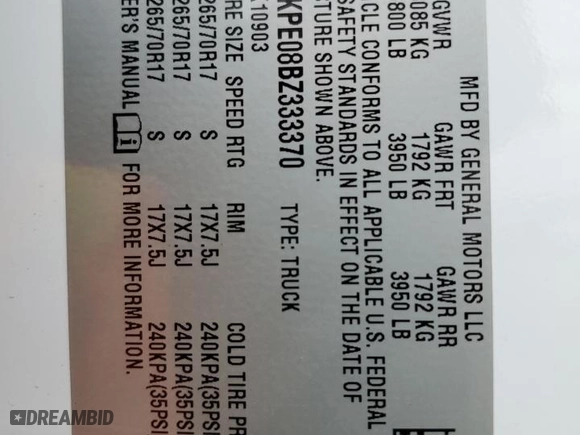 MFD BY GENERAL MOTORS LLC
GVWR GAWR FRT GAWR RR
085 KG 1792 KG 1792 KG
800 LB 3950 LB 3950 LB
CLE CONFORMS TO ALL APPLICABLE U.S. FEDERAL
SAFETY STANDARDS IN EFFECT ON THE DATE OF
TURE SHOWN ABOVE.
KPE08BZ333370 TYPE: TRUCK
L10903
RE SIZE SPEED RTG RIM COLD TIRE PR
265/70R17 S 17X7.5J 240KPA(35PSI
265/70R17 S 17X7.5J 240KPA(35PSI
265/70R17 S 17X7.5J 240KPA(35PSI
ER'S MANUAL FOR MORE INFORMATION.
DREAMBID